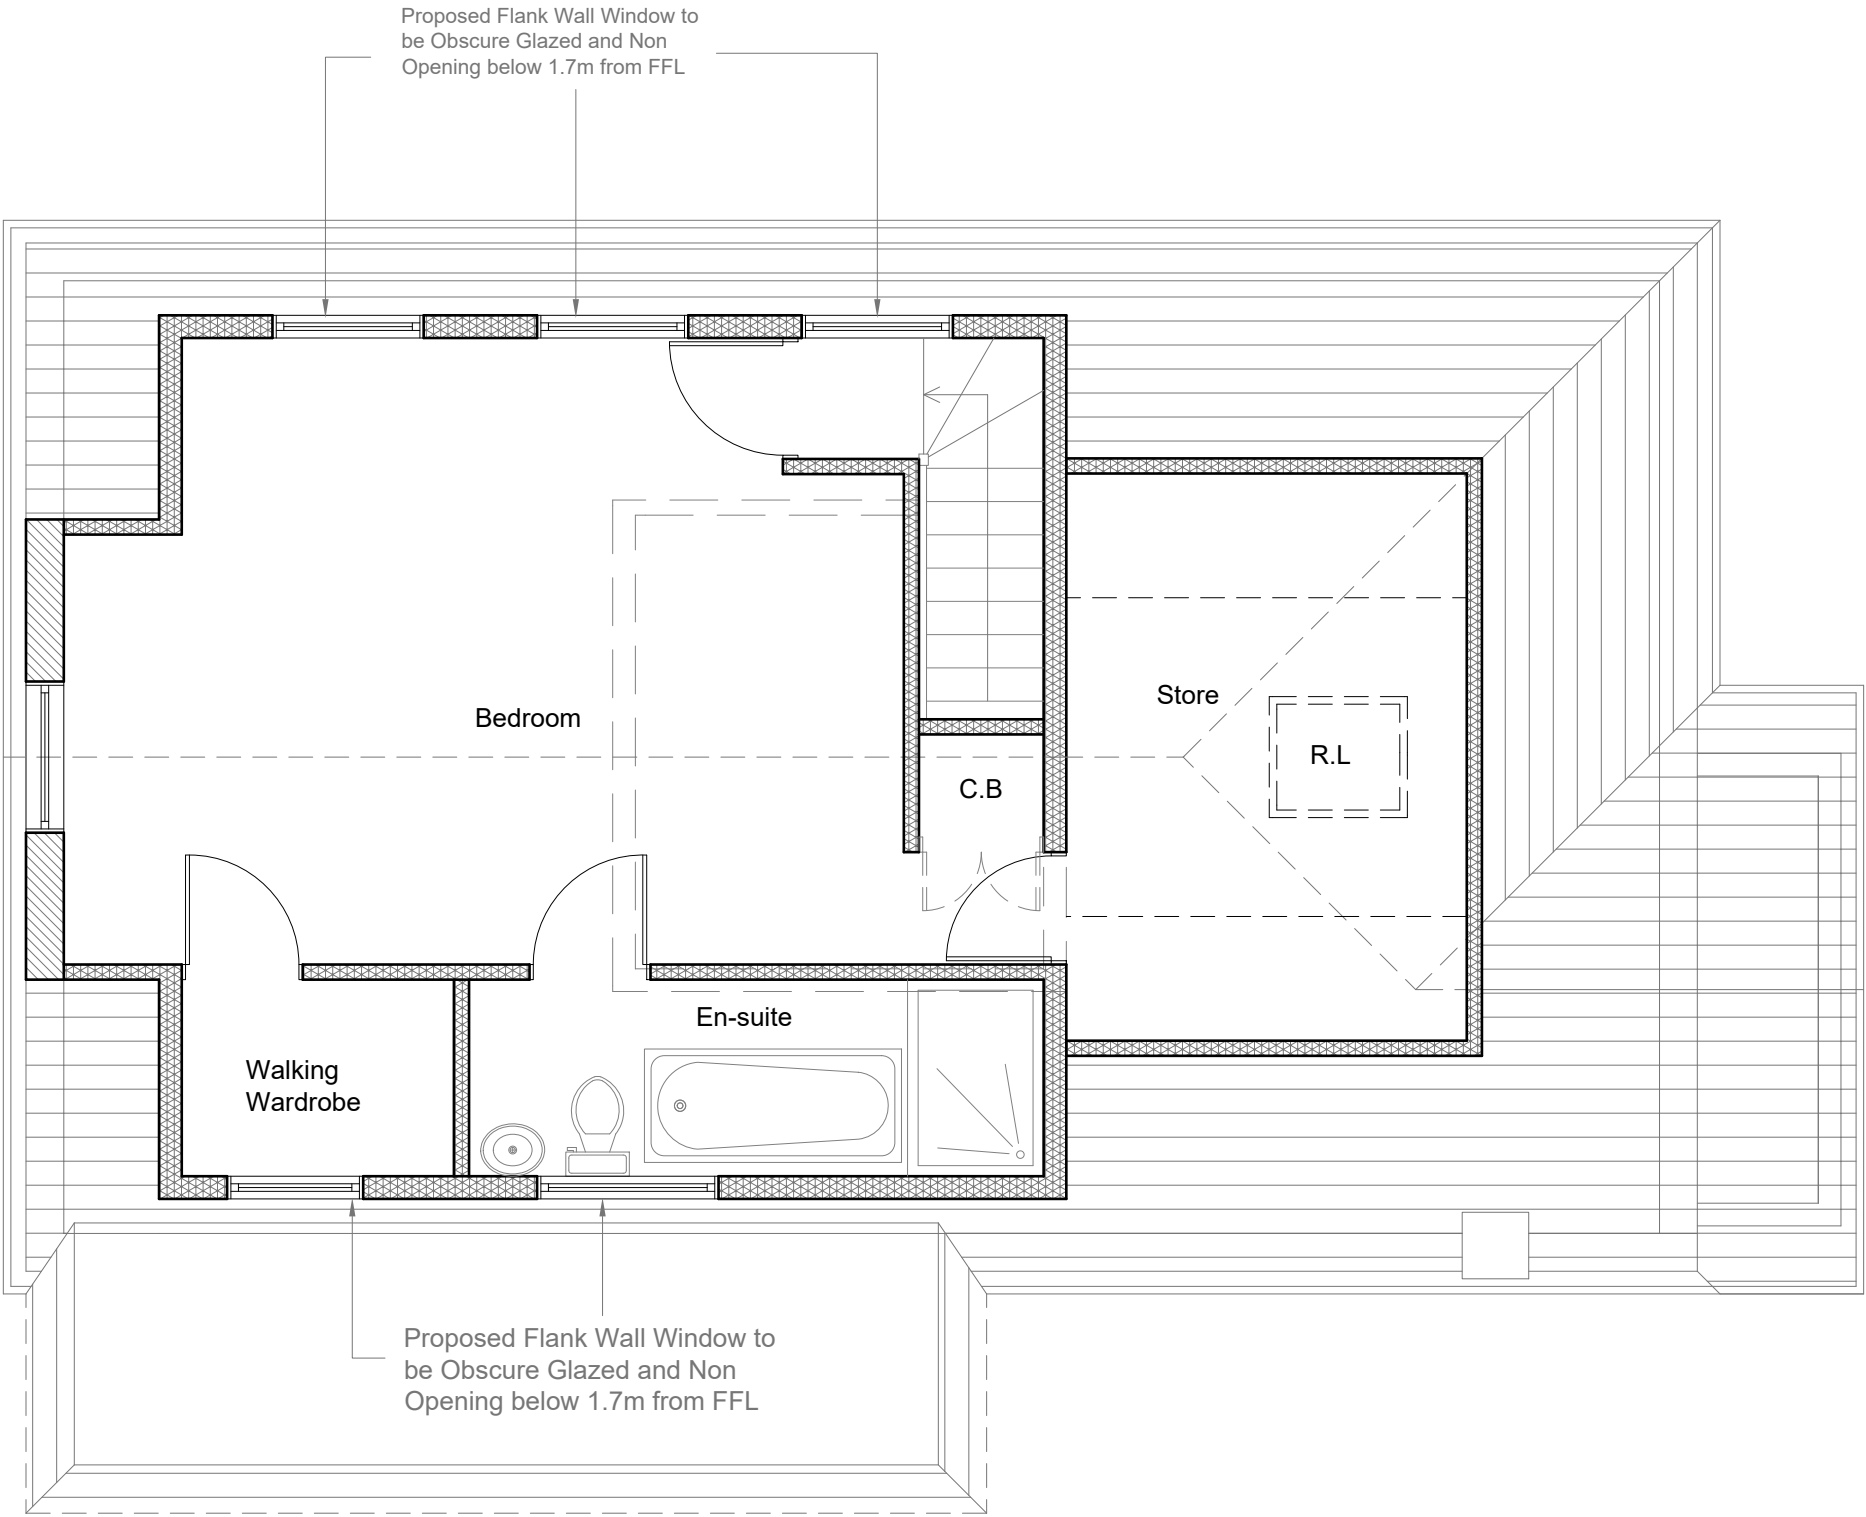 Proposed Flank Wall Window to
be Obscure Glazed and Non
Opening below 1.7m from FFL
Store
Bedroom
R.L
C.B
En-suite
Walking
Wardrobe
Proposed Flank Wall Window to
be Obscure Glazed and Non
Opening below 1.7m from FFL